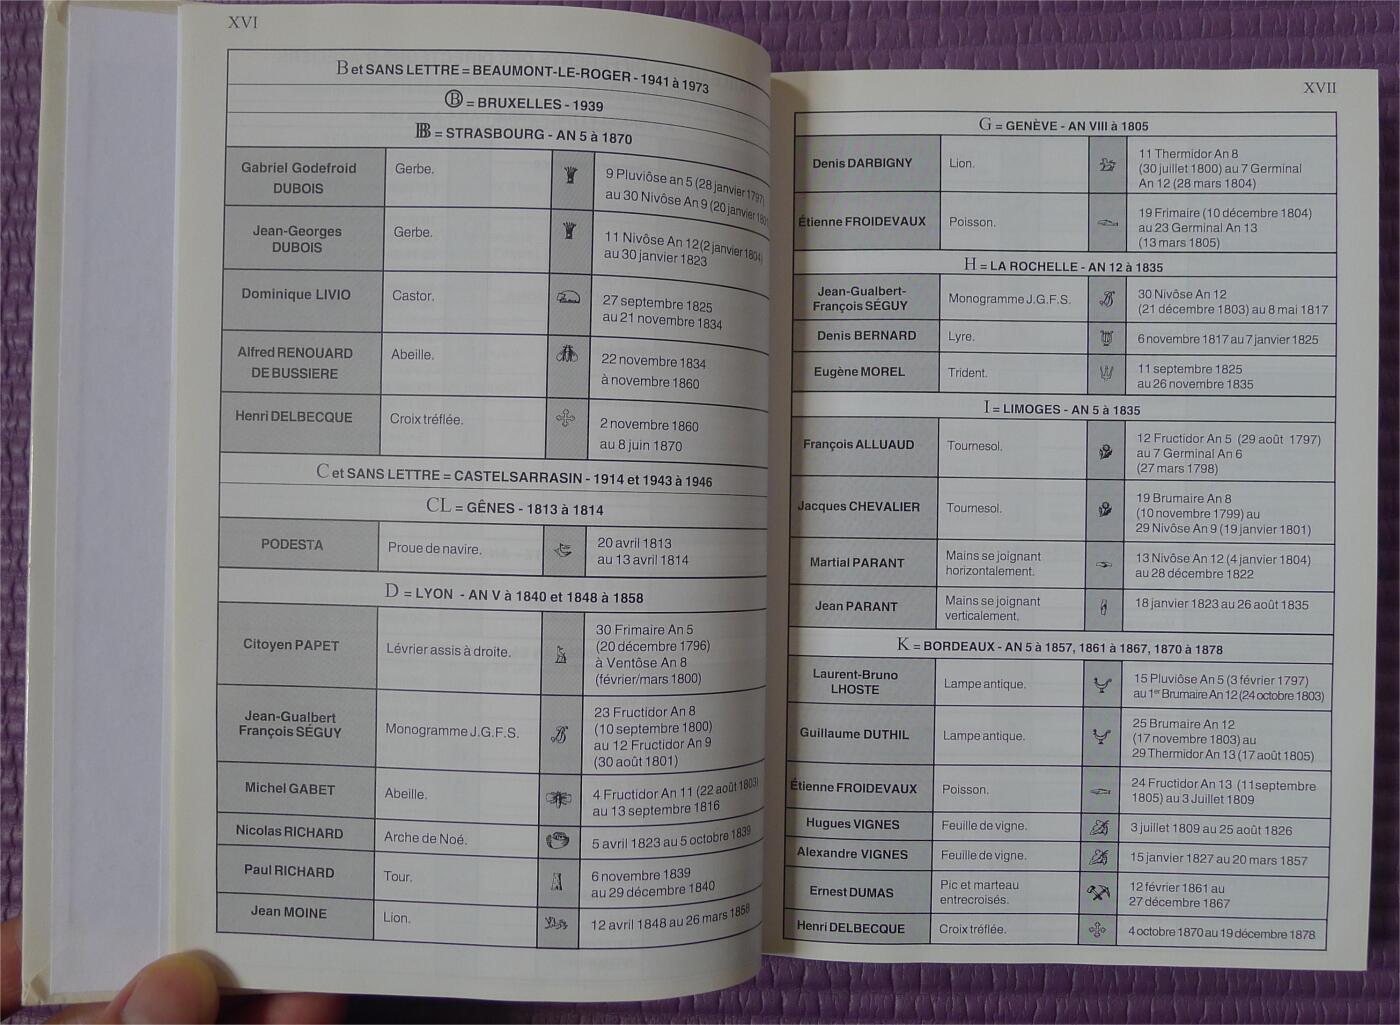 XVI
B et SANS LETTRE = BEAUMONT-LE-ROGER - 1941 à 1973
B = BRUXELLES - 1939
BB = STRASBOURG - AN 5 à 1870
Gabriel Godefroid
DUBOIS
Gerbe.
9 Pluviôse an 5 (28 janvier 1797)
au 30 Nivôse An 9 (20 janvier 1801
Jean-Georges
DUBOIS
Gerbe.
11 Nivôse An 12 (2 janvier 1804)
au 30 janvier 1823
Dominique LIVIO
Castor.
27 septembre 1825
au 21 novembre 1834
Alfred RENOUARD
DE BUSSIERE
Abeille.
22 novembre 1834
à novembre 1860
Henri DELBECQUE
Croix tréflée.
2 novembre 1860
au 8 juin 1870
C et SANS LETTRE = CASTELSARRASIN - 1914 et 1943 à 1946
CL = GÊNES - 1813 à 1814
PODESTA
Proue de navire.
20 avril 1813
au 13 avril 1814
D = LYON - AN V à 1840 et 1848 à 1858
Citoyen PAPET
Lévrier assis à droite.
30 Frimaire An 5
(20 décembre 1796)
à Ventôse An 8
(février/mars 1800)
Jean-Gualbert
François SÉGUY
Monogramme J.G.F.S.
23 Fructidor An 8
(10 septembre 1800)
au 12 Fructidor An 9
(30 août 1801)
Michel GABET
Abeille.
4 Fructidor An 11 (22 août 1803)
au 13 septembre 1816
Nicolas RICHARD
Arche de Noé.
5 avril 1823 au 5 octobre 1839
Paul RICHARD
Tour.
6 novembre 1839
au 29 décembre 1840
Jean MOINE
Lion.
12 avril 1848 au 26 mars 1858
XVII
G = GENÈVE - AN VIII à 1805
Denis DARBIGNY
Lion.
11 Thermidor An 8
(30 juillet 1800) au 7 Germinal
An 12 (28 mars 1804)
Étienne FROIDEVAUX
Poisson.
19 Frimaire (10 décembre 1804)
au 23 Germinal An 13
(13 mars 1805)
H = LA ROCHELLE - AN 12 à 1835
Jean-Gualbert-
François SÉGUY
Monogramme J.G.F.S.
30 Nivôse An 12
(21 décembre 1803) au 8 mai 1817
Denis BERNARD
Lyre.
6 novembre 1817 au 7 janvier 1825
Eugène MOREL
Trident.
11 septembre 1825
au 26 novembre 1835
I = LIMOGES - AN 5 à 1835
François ALLUAUD
Tournesol.
12 Fructidor An 5 (29 août 1797)
au 7 Germinal An 6
(27 mars 1798)
Jacques CHEVALIER
Tournesol.
19 Brumaire An 8
(10 novembre 1799) au
29 Nivôse An 9 (19 janvier 1801)
Martial PARANT
Mains se joignant
horizontalement.
13 Nivôse An 12 (4 janvier 1804)
au 28 décembre 1822
Jean PARANT
Mains se joignant
verticalement.
18 janvier 1823 au 26 août 1835
K = BORDEAUX - AN 5 à 1857, 1861 à 1867, 1870 à 1878
Laurent-Bruno
LHOSTE
Lampe antique.
15 Pluviôse An 5 (3 février 1797)
au 1er Brumaire An 12 (24 octobre 1803)
Guillaume DUTHIL
Lampe antique.
25 Brumaire An 12
(17 novembre 1803) au
29 Thermidor An 13 (17 août 1805)
Étienne FROIDEVAUX
Poisson.
24 Fructidor An 13 (11 septembre
1805) au 3 Juillet 1809
Hugues VIGNES
Feuille de vigne.
3 juillet 1809 au 25 août 1826
Alexandre VIGNES
Feuille de vigne.
15 janvier 1827 au 20 mars 1857
Ernest DUMAS
Pic et marteau
entrecroisés.
12 février 1861 au
27 décembre 1867
Henri DELBECQUE
Croix tréflée.
4 octobre 1870 au 19 décembre 1878